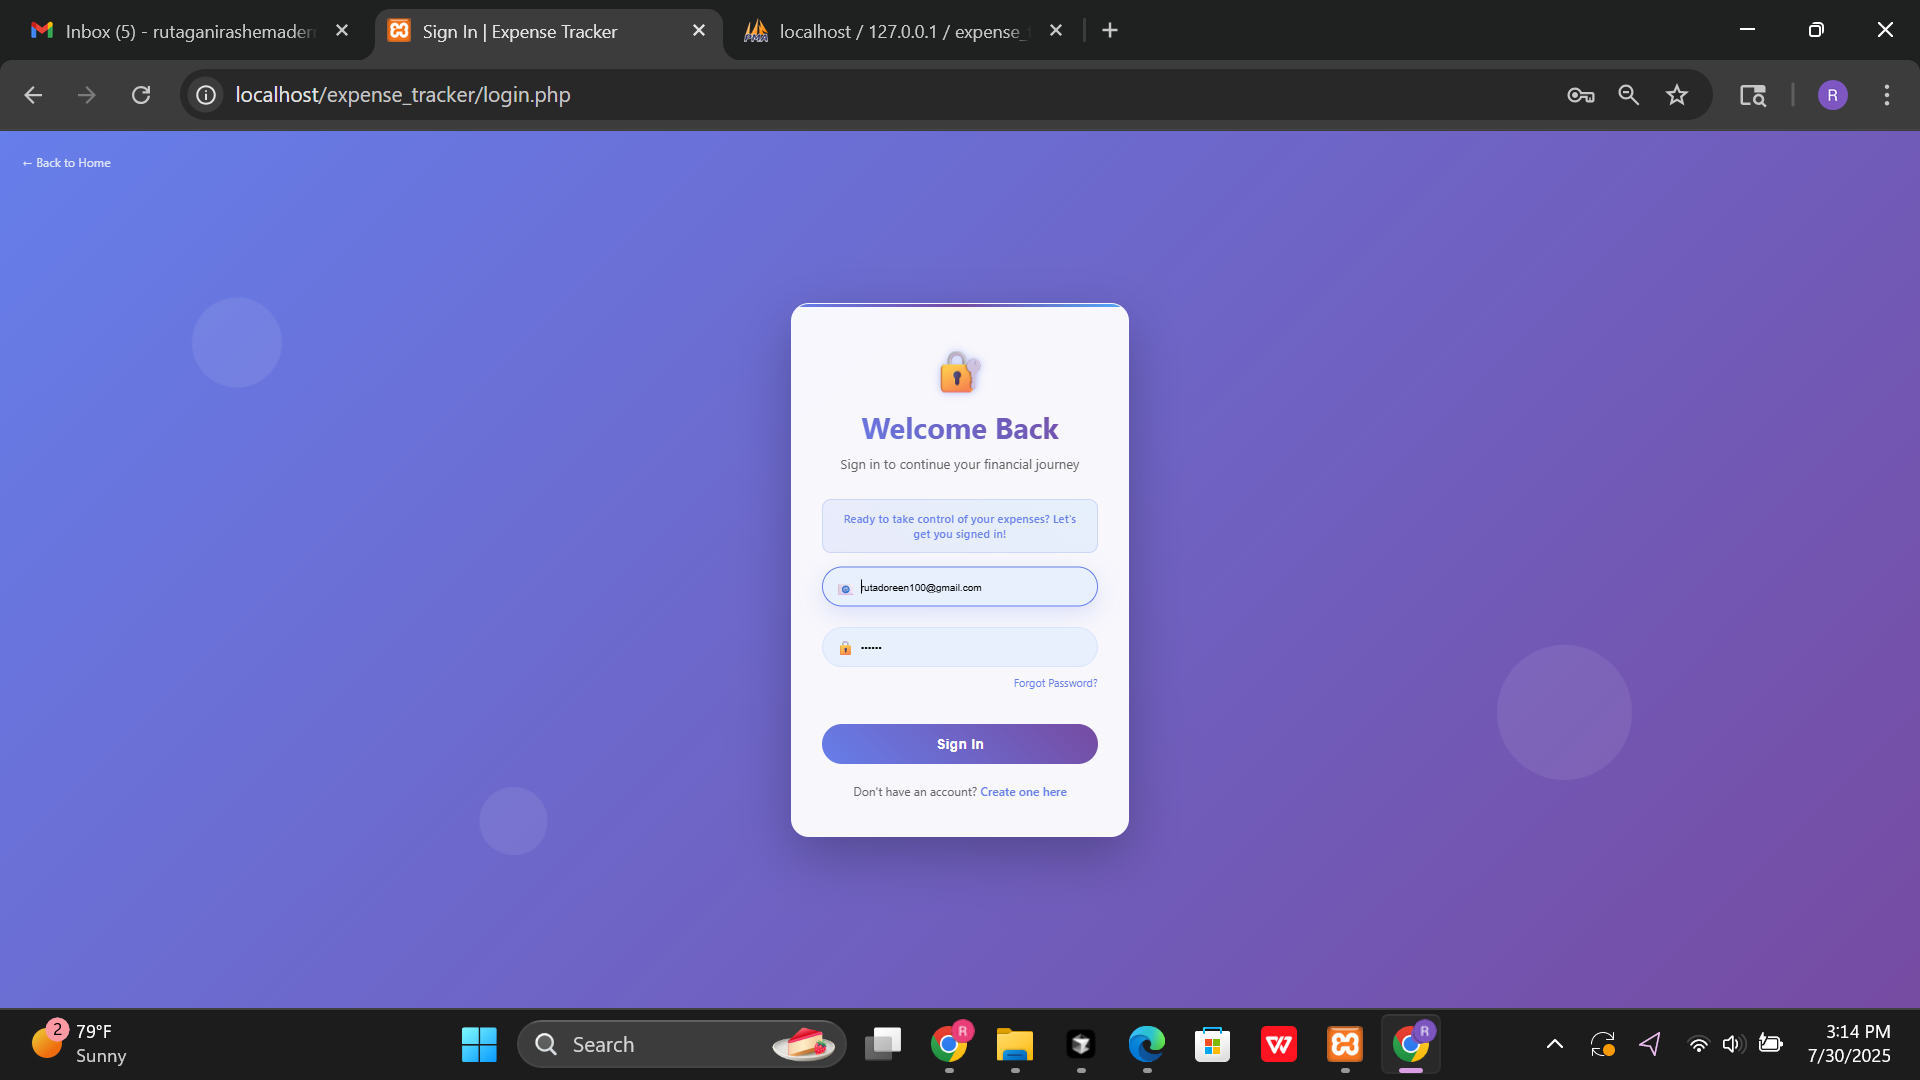 Inbox (5) - rutaganirashemader
Sign In | Expense Tracker
localhost / 127.0.0.1 / expense_
localhost/expense_tracker/login.php
R
← Back to Home
Welcome Back
Sign in to continue your financial journey
Ready to take control of your expenses? Let's
get you signed in!
rutadoreen100@gmail.com
Forgot Password?
Sign In
Don't have an account? Create one here
2
79°F
Sunny
Search
R
R
3:14 PM
7/30/2025